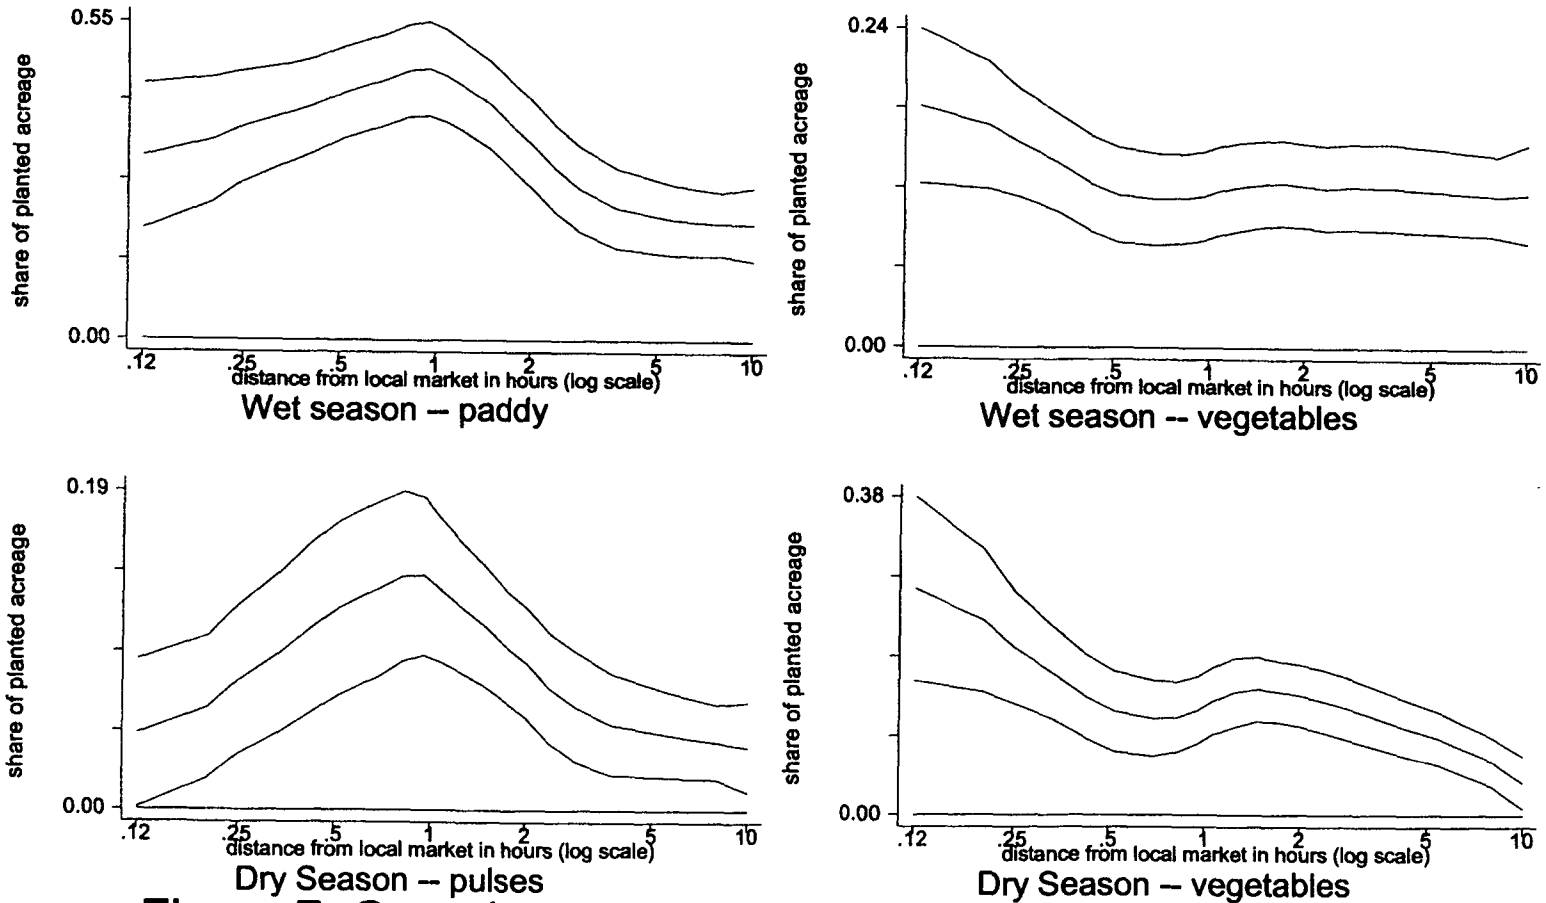 0.55
share of planted acreage
0.00
.12 .25 .5 1 2 5 10
distance from local market in hours (log scale)
Wet season -- paddy
0.24
share of planted acreage
0.00
.12 .25 .5 1 2 5 10
distance from local market in hours (log scale)
Wet season -- vegetables
0.19
share of planted acreage
0.00
.12 .25 .5 1 2 5 10
distance from local market in hours (log scale)
Dry Season -- pulses
0.38
share of planted acreage
0.00
.12 .25 .5 1 2 5 10
distance from local market in hours (log scale)
Dry Season -- vegetables